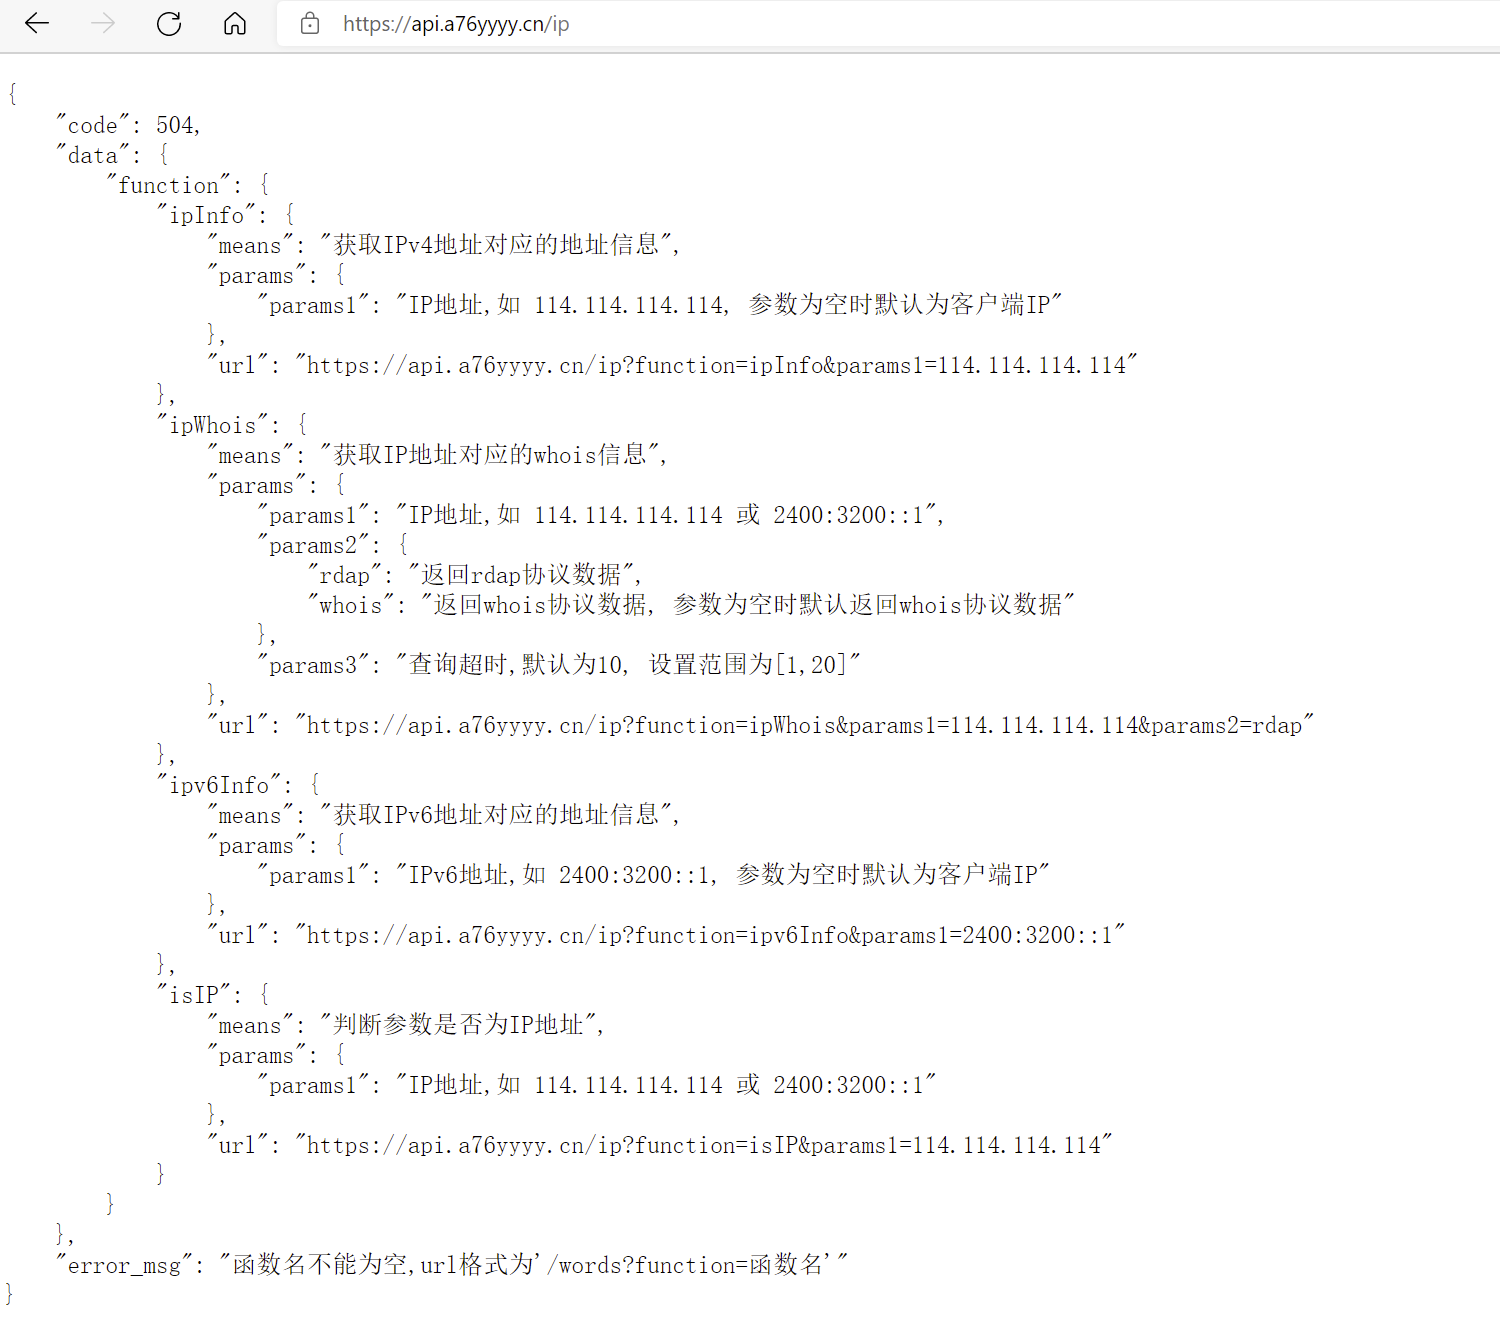 https://api.a76yyyy.cn/ip
{
    "code": 504,
    "data": {
        "function": {
            "ipInfo": {
                "means": "获取IPv4地址对应的地址信息",
                "params": {
                    "params1": "IP地址,如 114.114.114.114, 参数为空时默认为客户端IP"
                },
                "url": "https://api.a76yyyy.cn/ip?function=ipInfo&params1=114.114.114.114"
            },
            "ipWhois": {
                "means": "获取IP地址对应的whois信息",
                "params": {
                    "params1": "IP地址,如 114.114.114.114 或 2400:3200::1",
                    "params2": {
                        "rdap": "返回rdap协议数据",
                        "whois": "返回whois协议数据, 参数为空时默认返回whois协议数据"
                    },
                    "params3": "查询超时,默认为10, 设置范围为[1,20]"
                },
                "url": "https://api.a76yyyy.cn/ip?function=ipWhois&params1=114.114.114.114&params2=rdap"
            },
            "ipv6Info": {
                "means": "获取IPv6地址对应的地址信息",
                "params": {
                    "params1": "IPv6地址,如 2400:3200::1, 参数为空时默认为客户端IP"
                },
                "url": "https://api.a76yyyy.cn/ip?function=ipv6Info&params1=2400:3200::1"
            },
            "isIP": {
                "means": "判断参数是否为IP地址",
                "params": {
                    "params1": "IP地址,如 114.114.114.114 或 2400:3200::1"
                },
                "url": "https://api.a76yyyy.cn/ip?function=isIP&params1=114.114.114.114"
            }
        }
    },
    "error_msg": "函数名不能为空,url格式为'/words?function=函数名'"
}